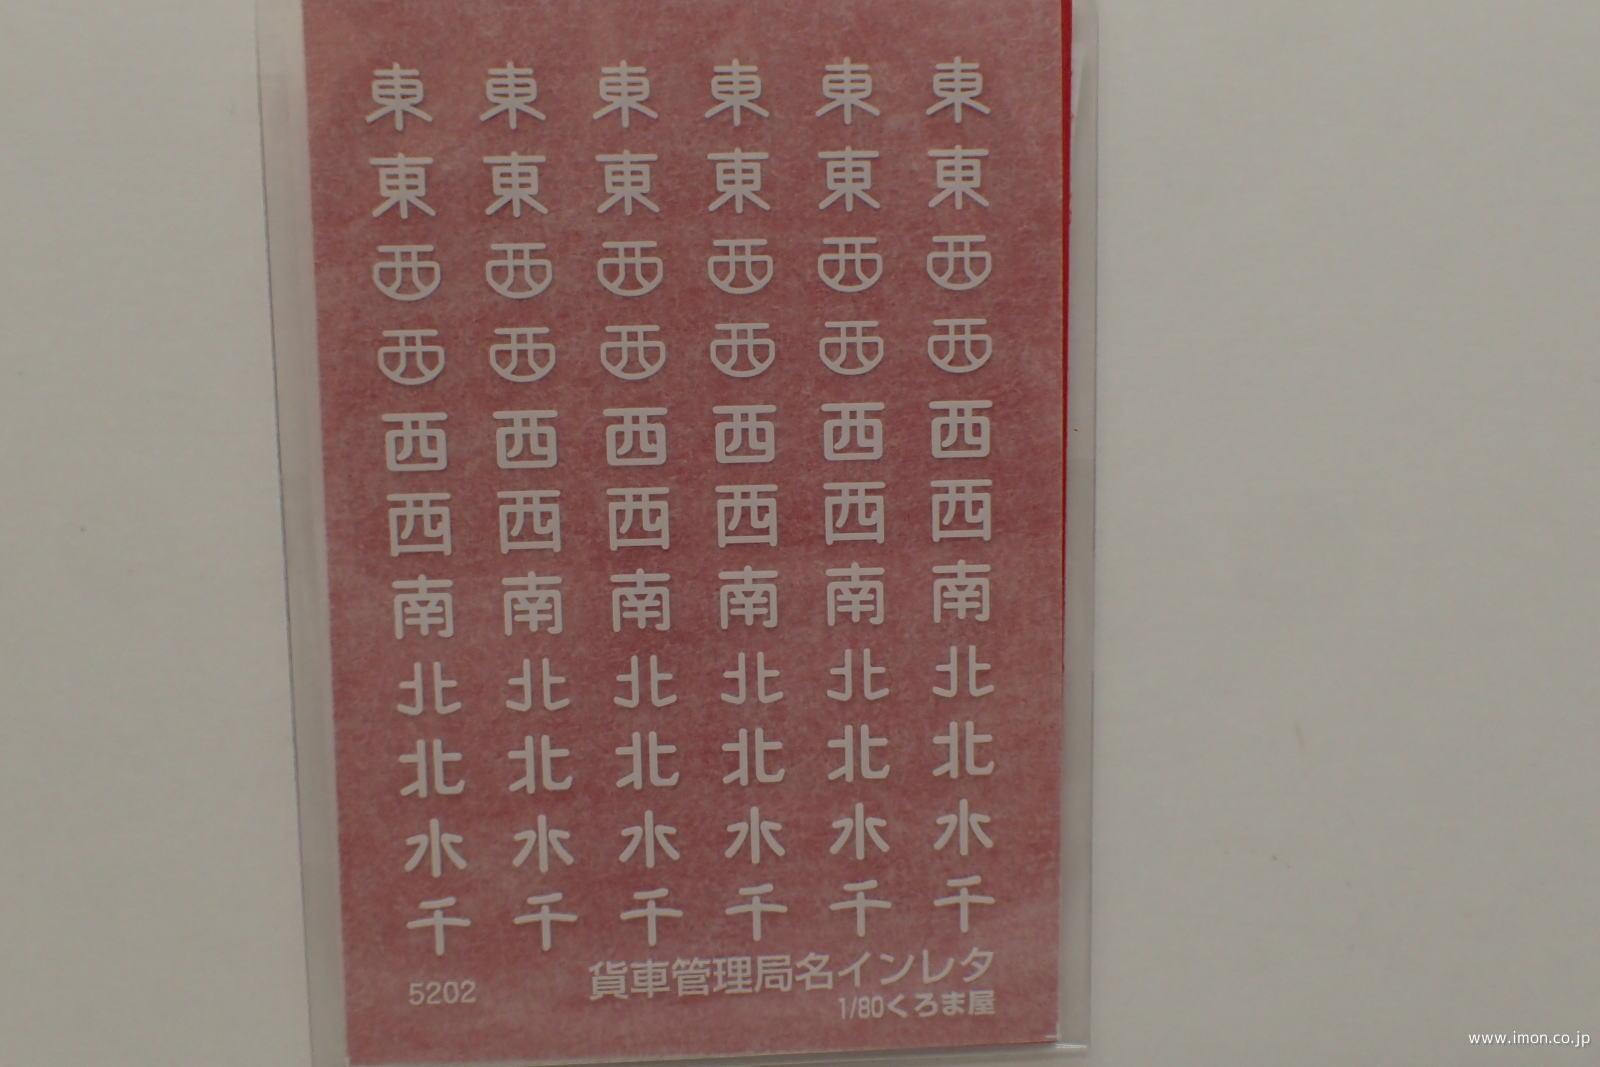 東 東 東 東 東 東
東 東 東 東 東 東
西 西 西 西 西 西
西 西 西 西 西 西
西 西 西 西 西 西
西 西 西 西 西 西
南 南 南 南 南 南
北 北 北 北 北 北
北 北 北 北 北 北
水 水 水 水 水 水
千 千 千 千 千 千
5202 貨車管理局名インレタ
1/80くろま屋
www.imon.co.jp